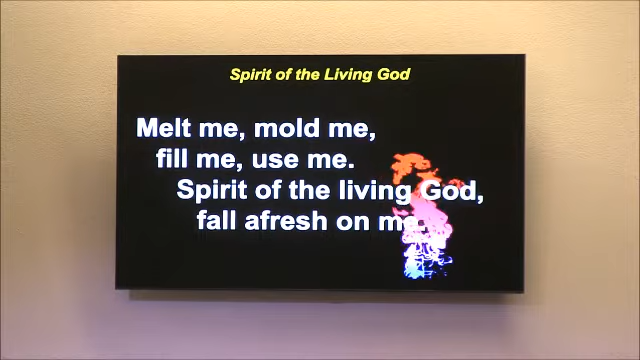 Spirit of the Living God
Melt me, mold me,
fill me, use me.
Spirit of the living God,
fall afresh on me.